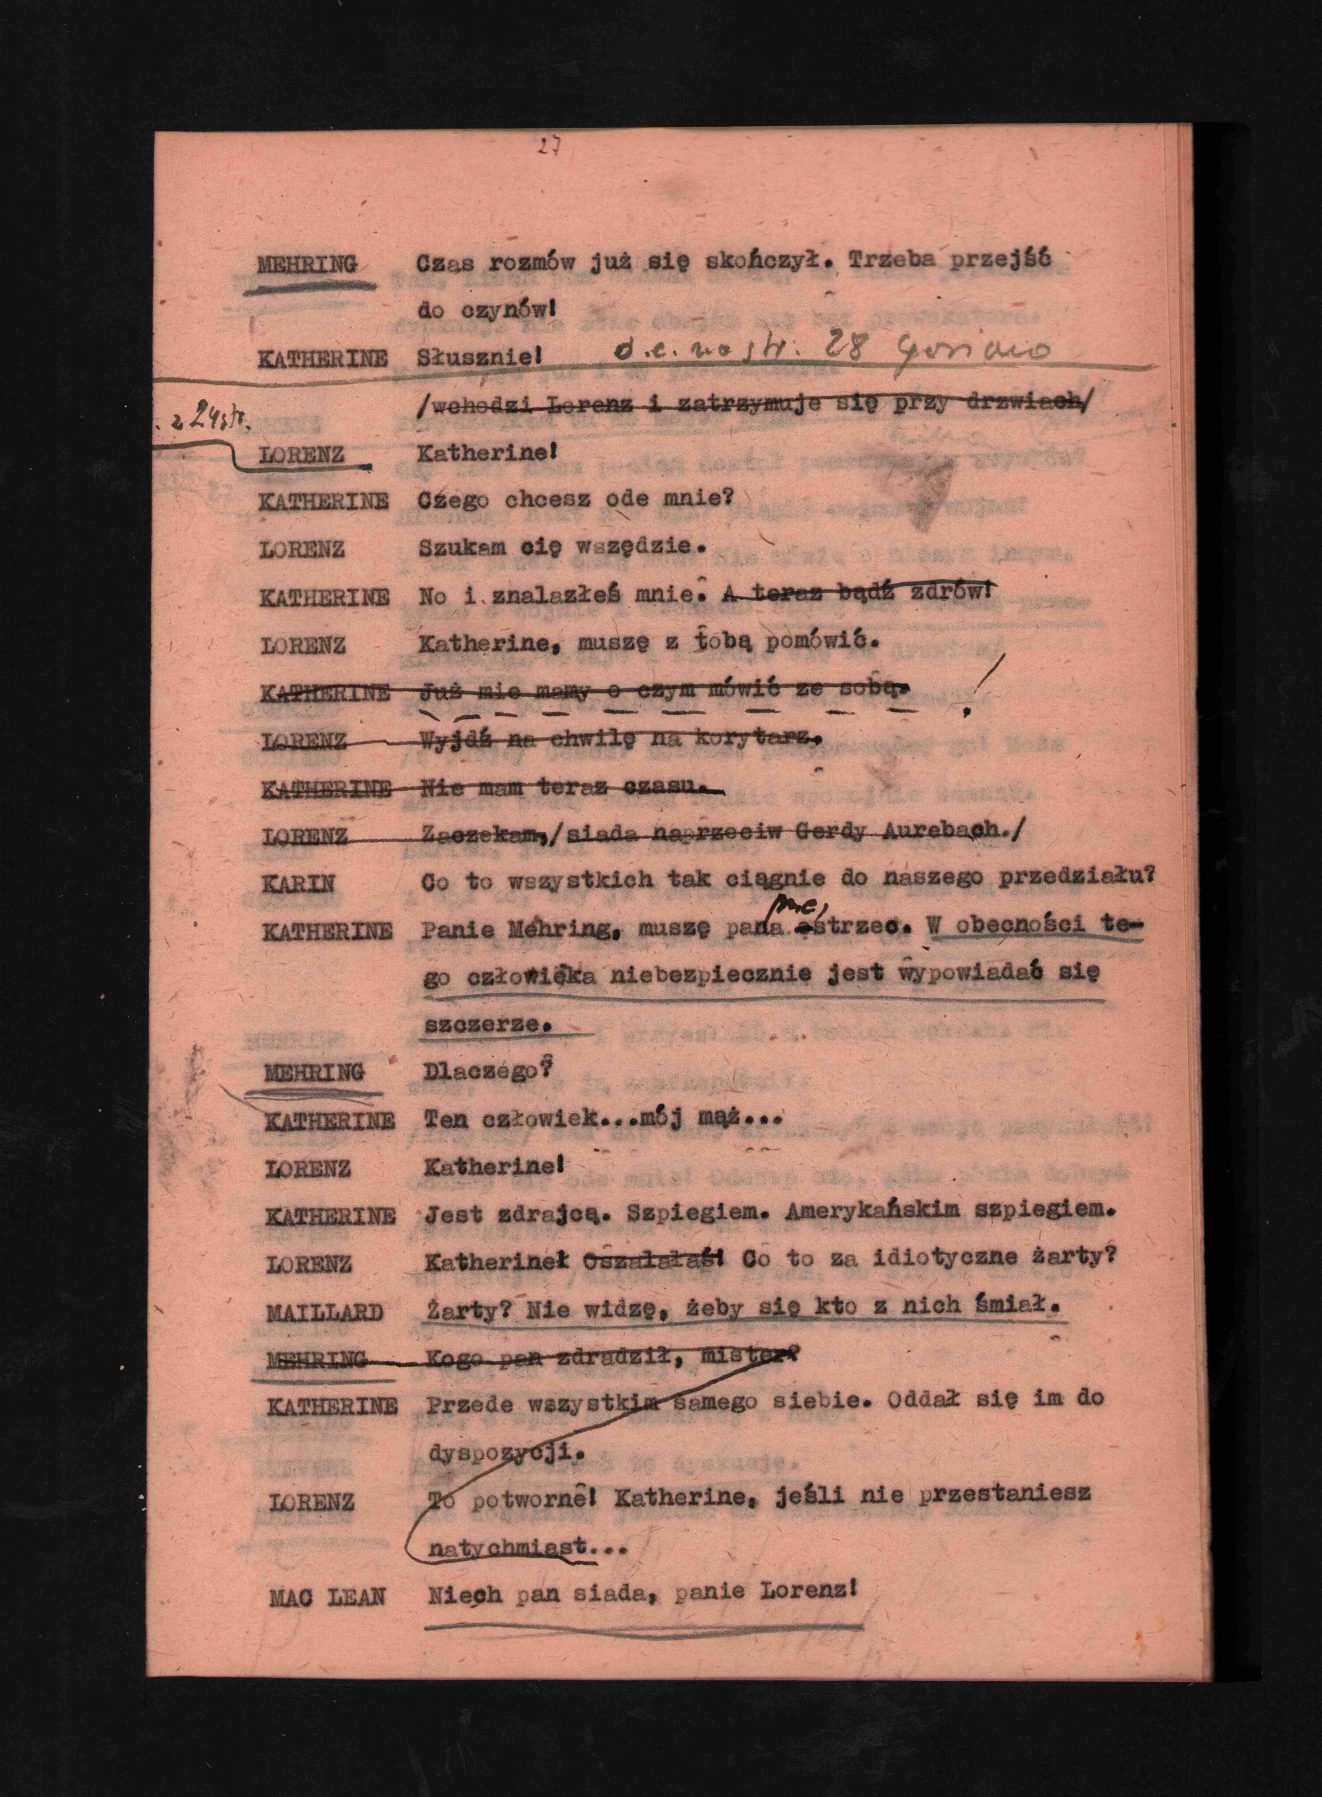 27
MEHRING Czas rozmów już się skończył. Trzeba przejść
do czynów!
KATHERINE Słusznie! d.c. na str. 28
/wchodzi Lorenz i zatrzymuje się przy drzwiach/
z 24 str.
LORENZ Katherine!
KATHERINE Czego chcesz ode mnie?
LORENZ Szukam cię wszędzie.
KATHERINE No i znalazłeś mnie. A teraz bądź zdrów!
LORENZ Katherine, muszę z tobą pomówić.
KATHERINE Już nie mamy o czym mówić ze sobą. !
LORENZ Wyjdź na chwilę na korytarz.
KATHERINE Nie mam teraz czasu.
LORENZ Zaczekam,/siada naprzeciw Gerdy Aurebach./
KARIN Co to wszystkich tak ciągnie do naszego przedziału?
prze
KATHERINE Panie Mehring, muszę pana ostrzec. W obecności te-
go człowieka niebezpiecznie jest wypowiadać się
szczerze.
MEHRING Dlaczego?
KATHERINE Ten człowiek...mój mąż...
LORENZ Katherine!
KATHERINE Jest zdrajcą. Szpiegiem. Amerykańskim szpiegiem.
LORENZ Katherineł Oszalałaś! Co to za idiotyczne żarty?
MAILLARD Żarty? Nie widzę, żeby się kto z nich śmiał.
MEHRING Kogo pan zdradził, mister?
KATHERINE Przede wszystkim samego siebie. Oddał się im do
dyspozycji.
LORENZ To potworne! Katherine, jeśli nie przestaniesz
natychmiast...
MAC LEAN Niech pan siada, panie Lorenz!